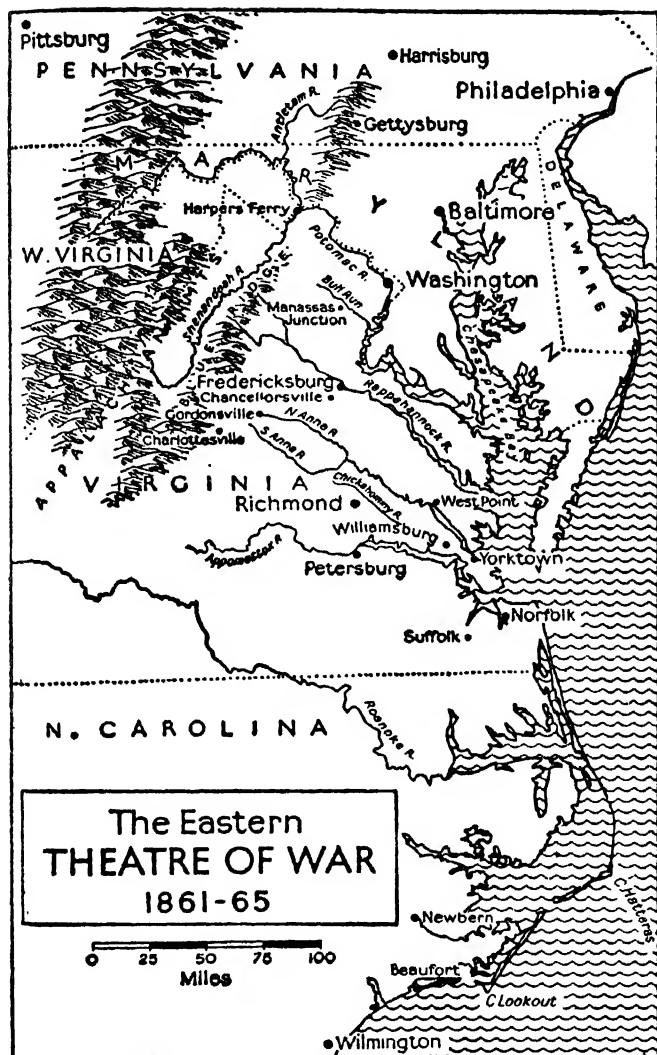 Pittsburg
Harrisburg
PENNSYLVANIA
Philadelphia
Antietam R.
Gettysburg
MARYLAND
DELAWARE
Harpers Ferry
Baltimore
W. VIRGINIA
Potomac R.
Washington
Shenandoah R.
Bull Run
Manassas
Junction
BLUE RIDGE
Chesapeake Bay
APPALACHIAN MTS.
Fredericksburg
Chancellorsville
Rappahannock R.
Gordonsville
N Anna R.
Charlottesville
S Anna R.
VIRGINIA
Chickahominy R.
West Point
Richmond
Williamsburg
Yorktown
Appomattox R.
Petersburg
Norfolk
Suffolk
Roanoke R.
N. CAROLINA
The Eastern
THEATRE OF WAR
1861-65
0 25 50 75 100
Miles
C. Hatteras
Newbern
Beaufort
C Lookout
Wilmington